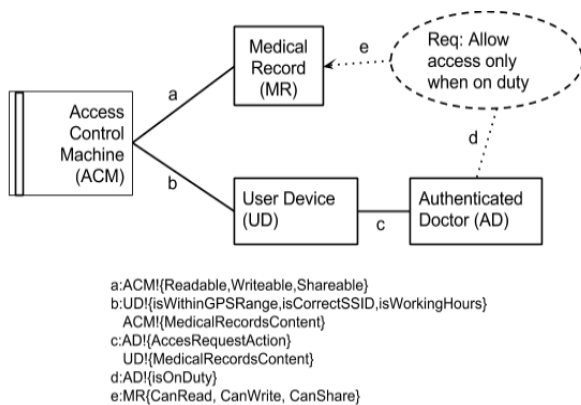 Medical
Record
(MR)
e
Req: Allow
access only
when on duty
a
Access
Control
Machine
(ACM)
d
b
User Device
(UD)
c
Authenticated
Doctor (AD)
a:ACM!{Readable,Writeable,Shareable}
b:UD!{isWithinGPSRange,isCorrectSSID,isWorkingHours}
ACM!{MedicalRecordsContent}
c:AD!{AccesRequestAction}
UD!{MedicalRecordsContent}
d:AD!{isOnDuty}
e:MR{CanRead, CanWrite, CanShare}